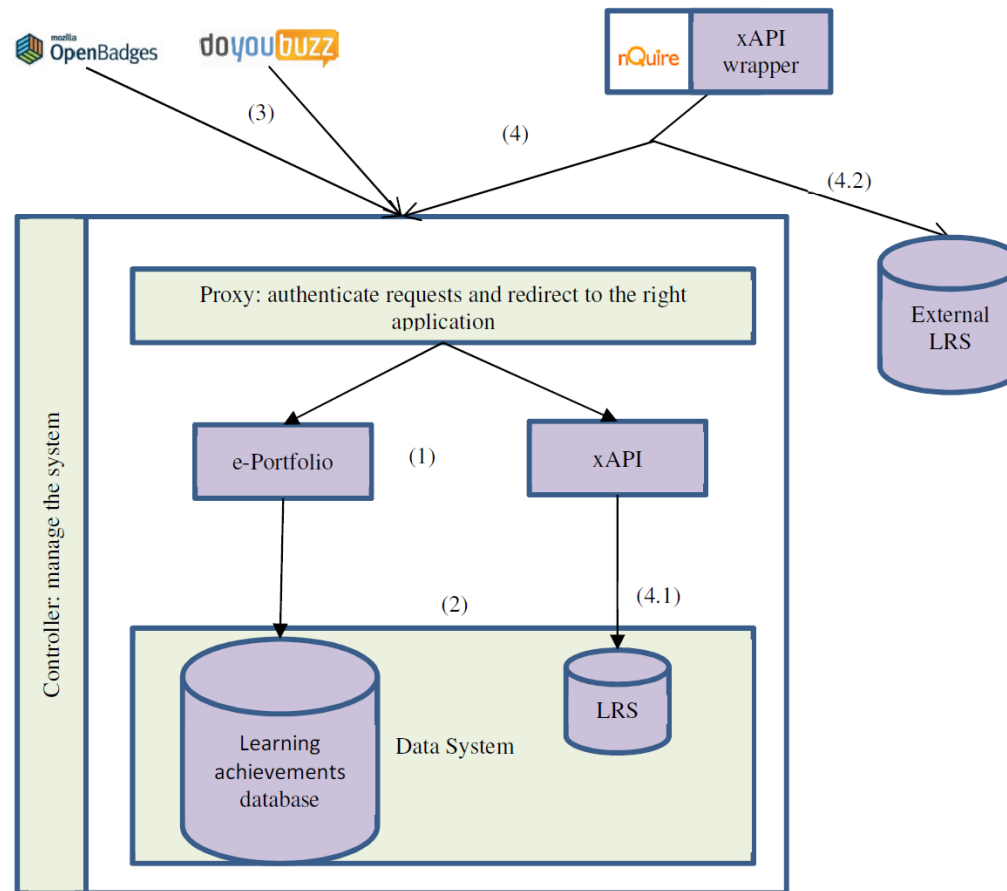 mozilla
OpenBadges
doyoubuzz
nQuire
xAPI
wrapper
(3)
(4)
(4.2)
External
LRS
Controller: manage the system
Proxy: authenticate requests and redirect to the right
application
e-Portfolio
(1)
xAPI
(2)
(4.1)
Learning
achievements
database
Data System
LRS